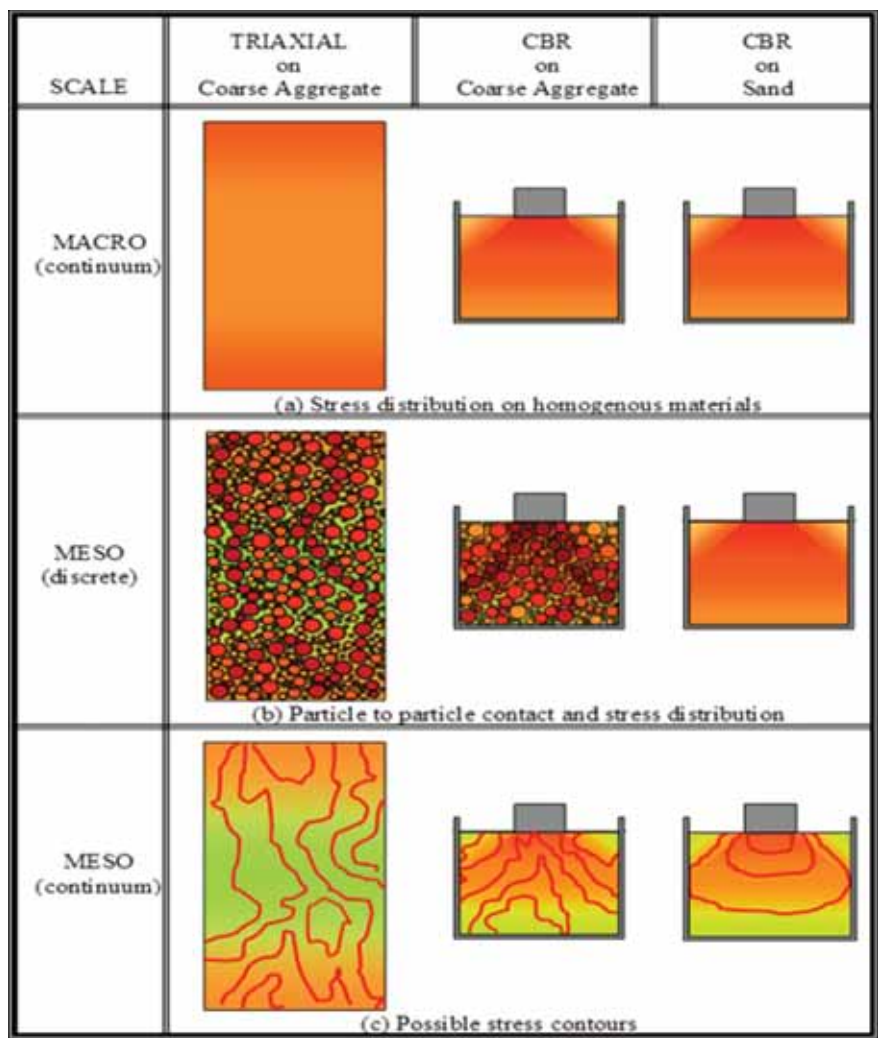 SCALE
TRIAXIAL
on
Coarse Aggregate
CBR
on
Coarse Aggregate
CBR
on
Sand
MACRO
(continuum)
(a) Stress distribution on homogenous materials
MESO
(discrete)
(b) Particle to particle contact and stress distribution
MESO
(continuum)
(c) Possible stress contours